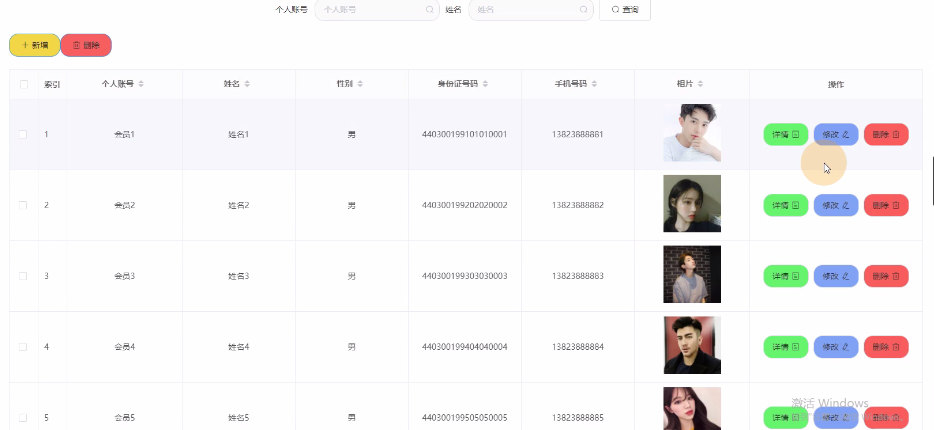 个人账号 个人账号 姓名 姓名 查询
新增 删除
索引 个人账号 姓名 性别 身份证号码 手机号码 相片 操作
1 会员1 姓名1 男 440300199101010001 13823888881 详情 修改 删除
2 会员2 姓名2 男 440300199202020002 13823888882 详情 修改 删除
3 会员3 姓名3 男 440300199303030003 13823888883 详情 修改 删除
4 会员4 姓名4 男 440300199404040004 13823888884 详情 修改 删除
5 会员5 姓名5 男 440300199505050005 13823888885 详情 修改 删除
激活 Windows